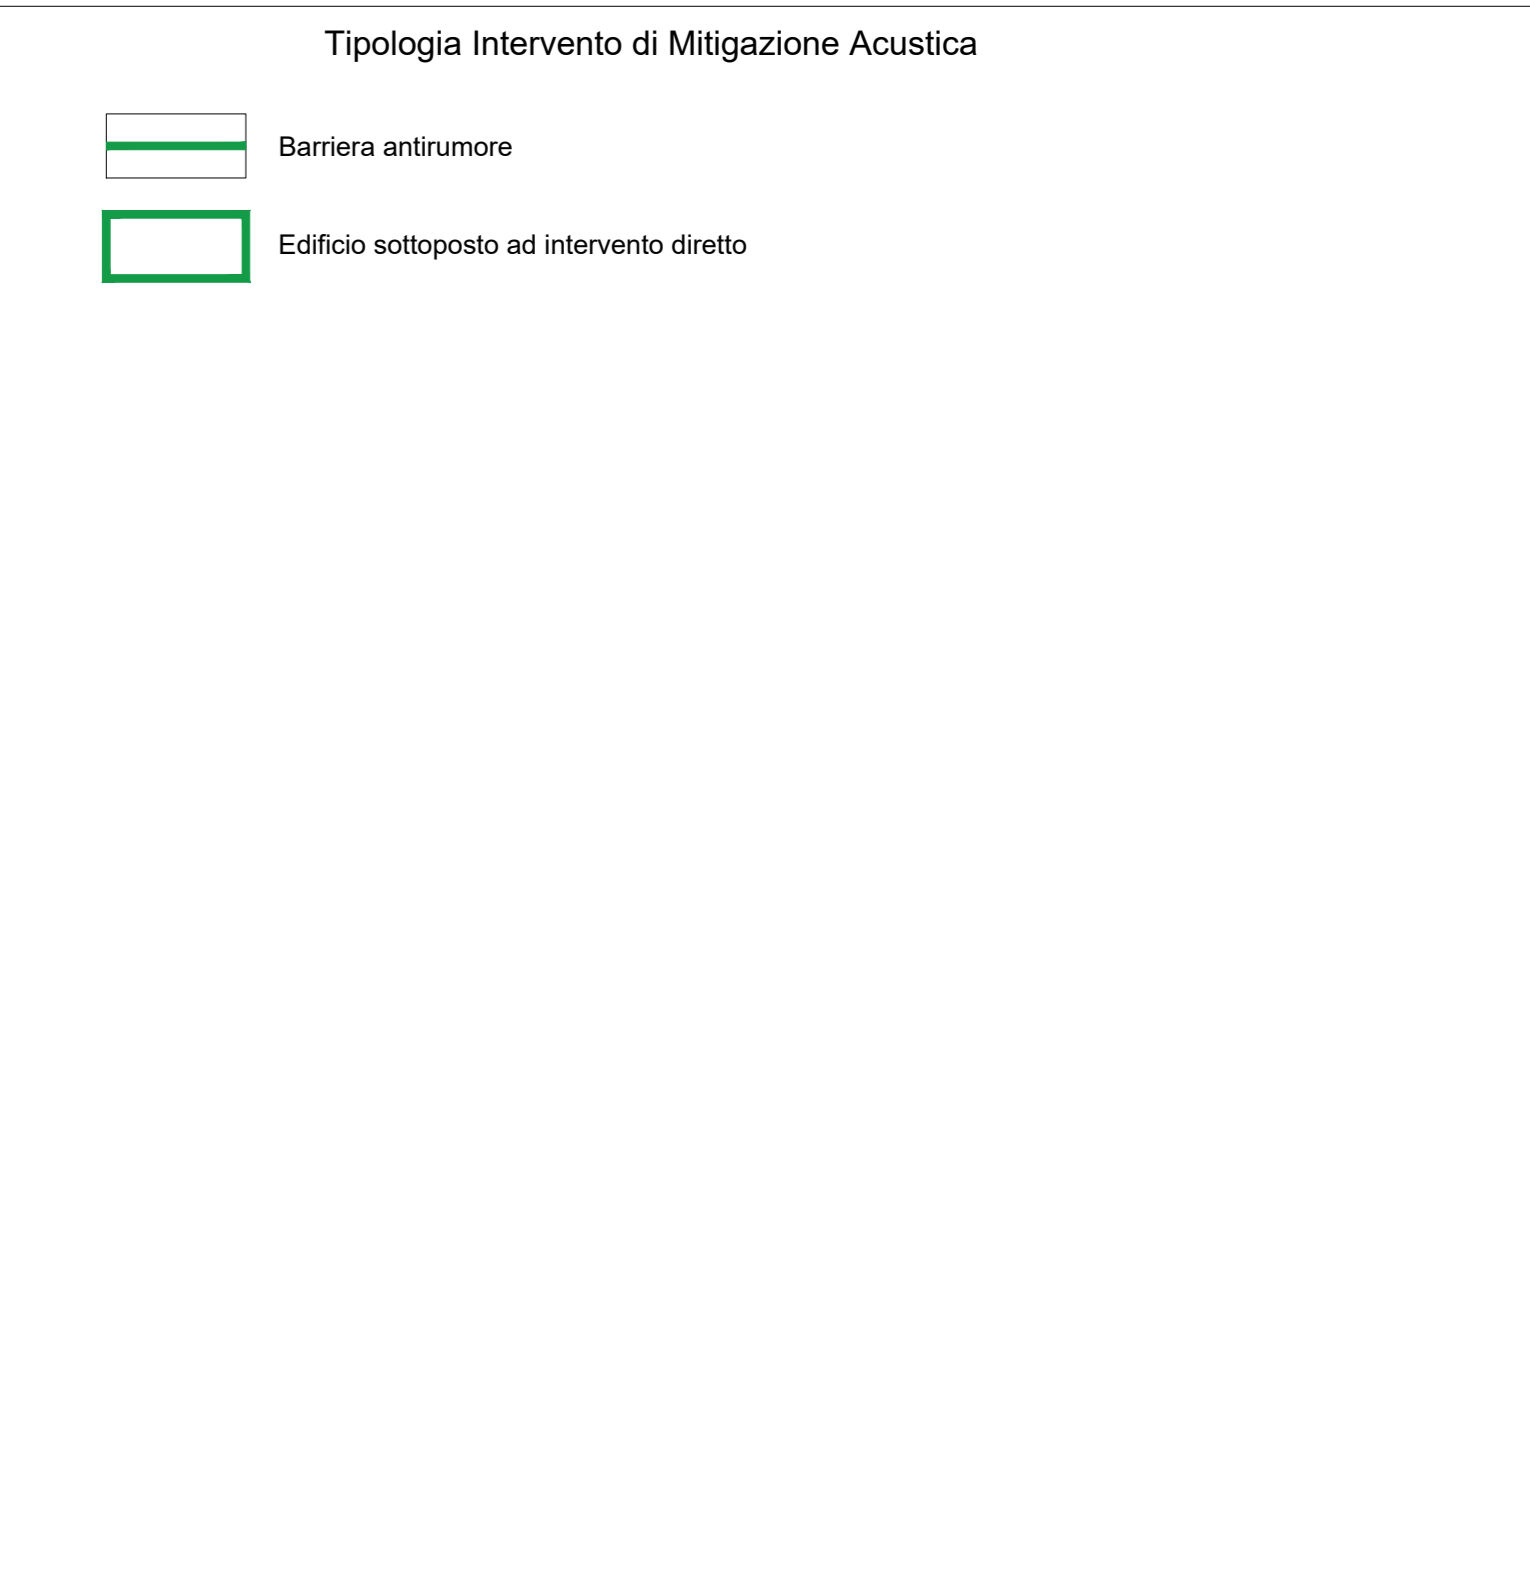 Tipologia Intervento di Mitigazione Acustica
Barriera antirumore
Edificio sottoposto ad intervento diretto